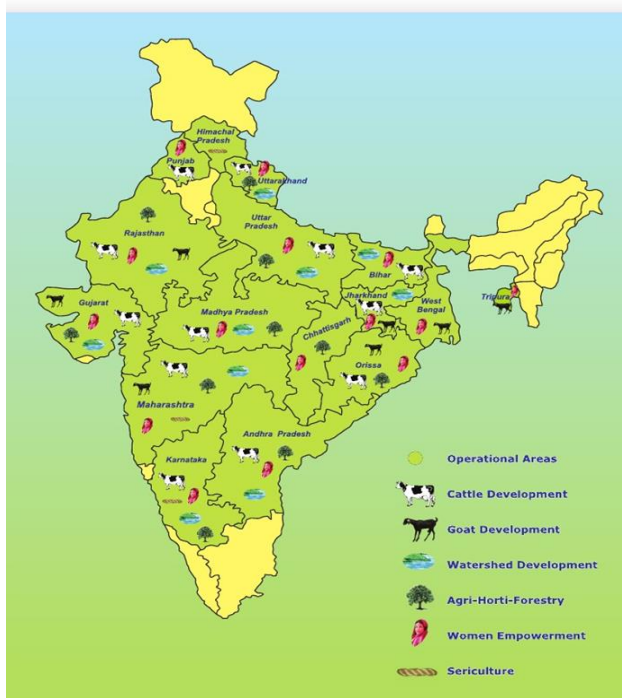 Himachal
Pradesh
Punjab
Uttarakhand
Uttar
Pradesh
Rajasthan
Bihar
Jharkhand
West
Bengal
Tripura
Gujarat
Madhya Pradesh
Chhattisgarh
Orissa
Maharashtra
Andhra Pradesh
Karnataka
Operational Areas
Cattle Development
Goat Development
Watershed Development
Agri-Horti-Forestry
Women Empowerment
Sericulture